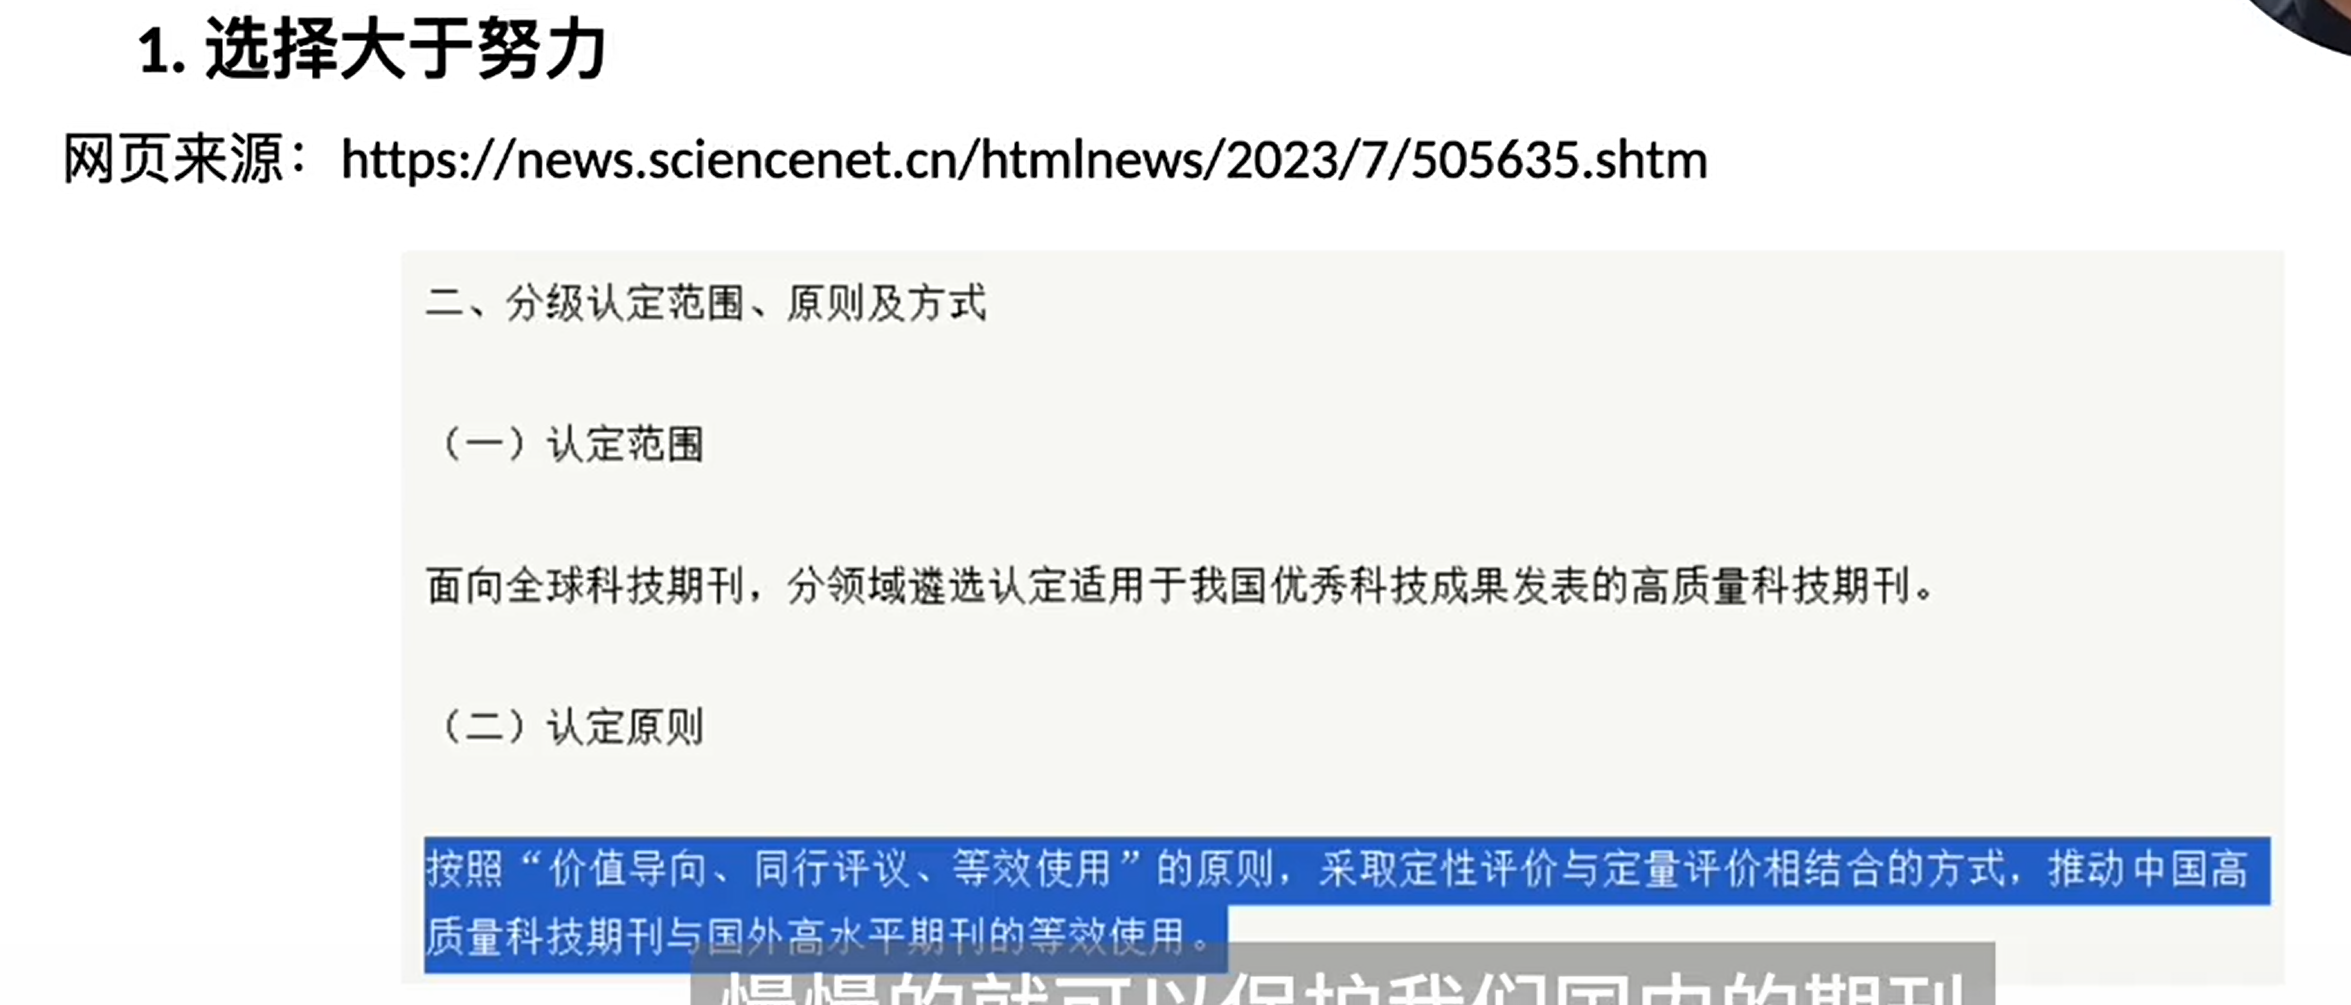 1. 选择大于努力
网页来源：https://news.sciencenet.cn/htmlnews/2023/7/505635.shtm
二、分级认定范围、原则及方式
（一）认定范围
面向全球科技期刊，分领域遴选认定适用于我国优秀科技成果发表的高质量科技期刊。
（二）认定原则
按照“价值导向、同行评议、等效使用”的原则，采取定性评价与定量评价相结合的方式，推动中国高
质量科技期刊与国外高水平期刊的等效使用。
慢慢的就可以保护我们国内的期刊